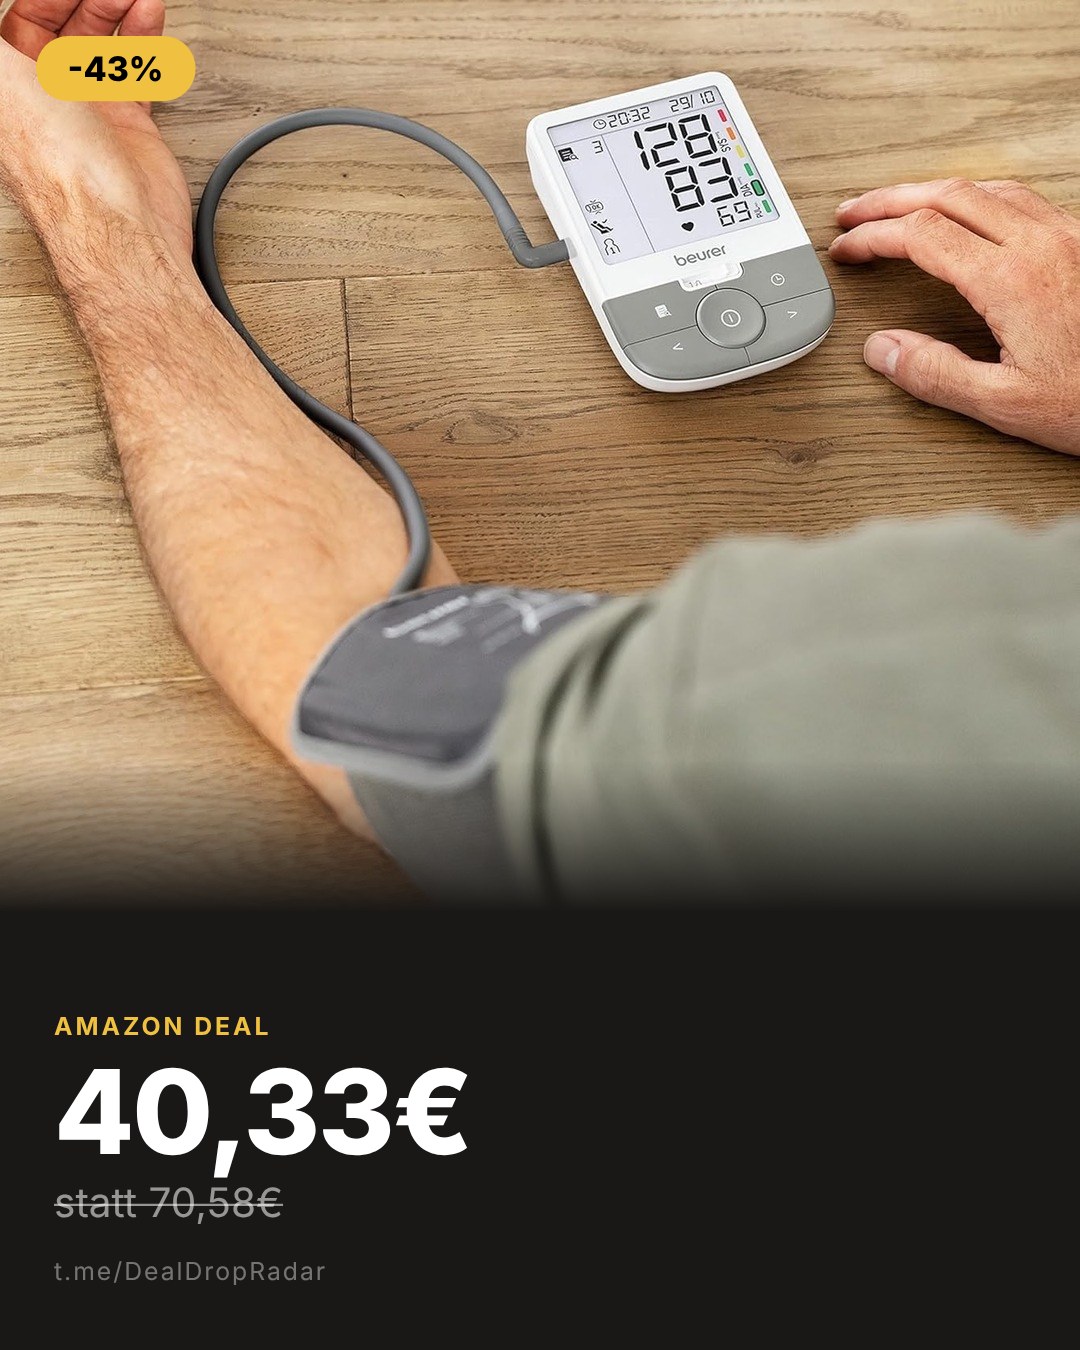 -43%
20:32 29/10
3
128
SYS
83
DIA
69
PUL
beurer
AMAZON DEAL
40,33€
statt 70,58€
t.me/DealDropRadar